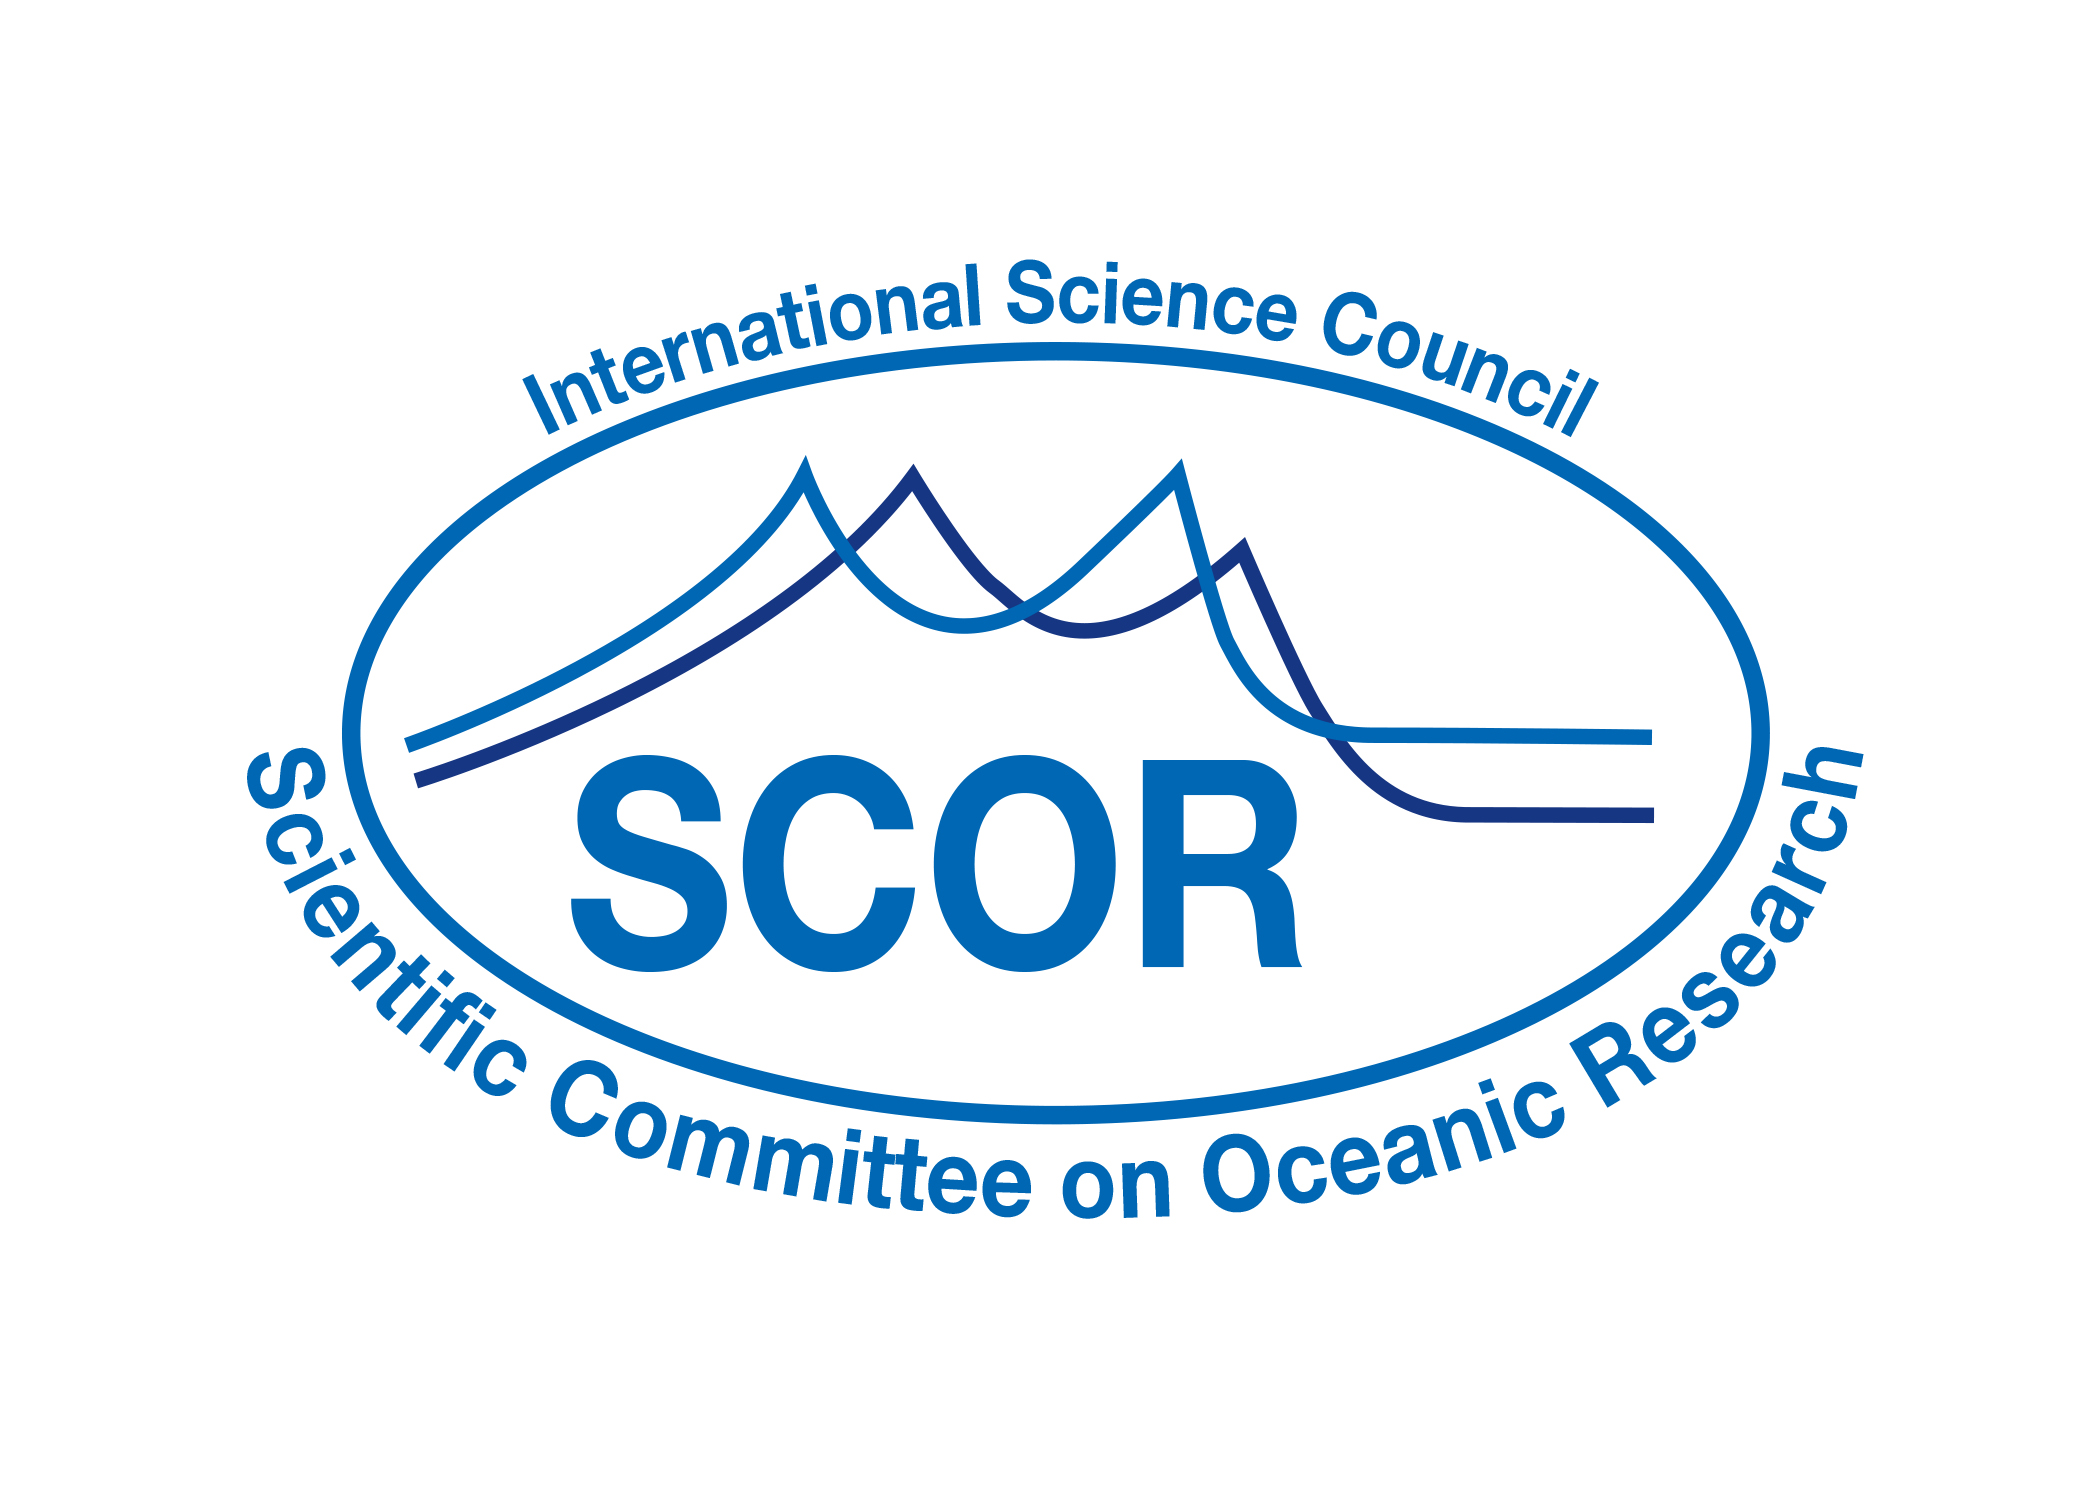 International Science Council
SCOR
Scientific Committee on Oceanic Research